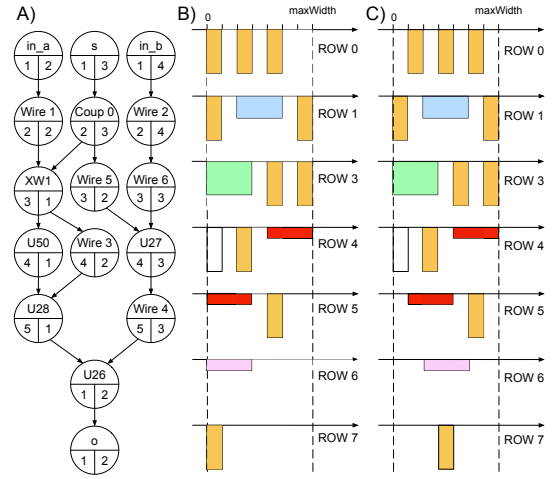 A)
in_a
1 2
s
1 3
in_b
1 4
Wire 1
2 2
Coup 0
2 3
Wire 2
2 4
XW1
3 1
Wire 5
3 2
Wire 6
3 3
U50
4 1
Wire 3
4 2
U27
4 3
U28
5 1
Wire 4
5 3
U26
1 2
o
1 2
B)
0
maxWidth
ROW 0
ROW 1
ROW 3
ROW 4
ROW 5
ROW 6
ROW 7
C)
0
maxWidth
ROW 0
ROW 1
ROW 3
ROW 4
ROW 5
ROW 6
ROW 7